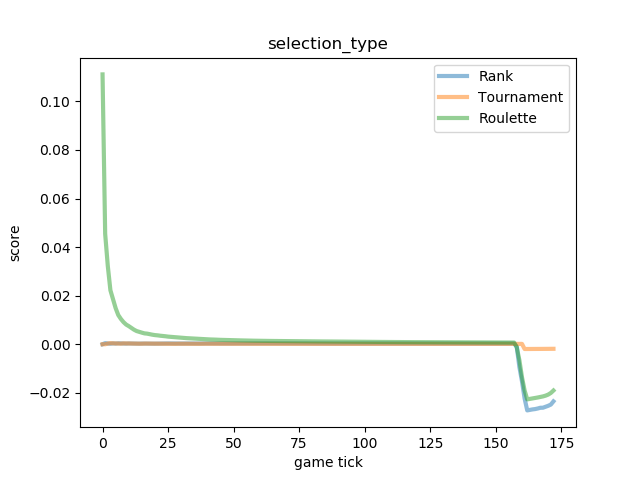 selection_type
Rank
Tournament
Roulette
score
0.10
0.08
0.06
0.04
0.02
0.00
−0.02
0 25 50 75 100 125 150 175
game tick